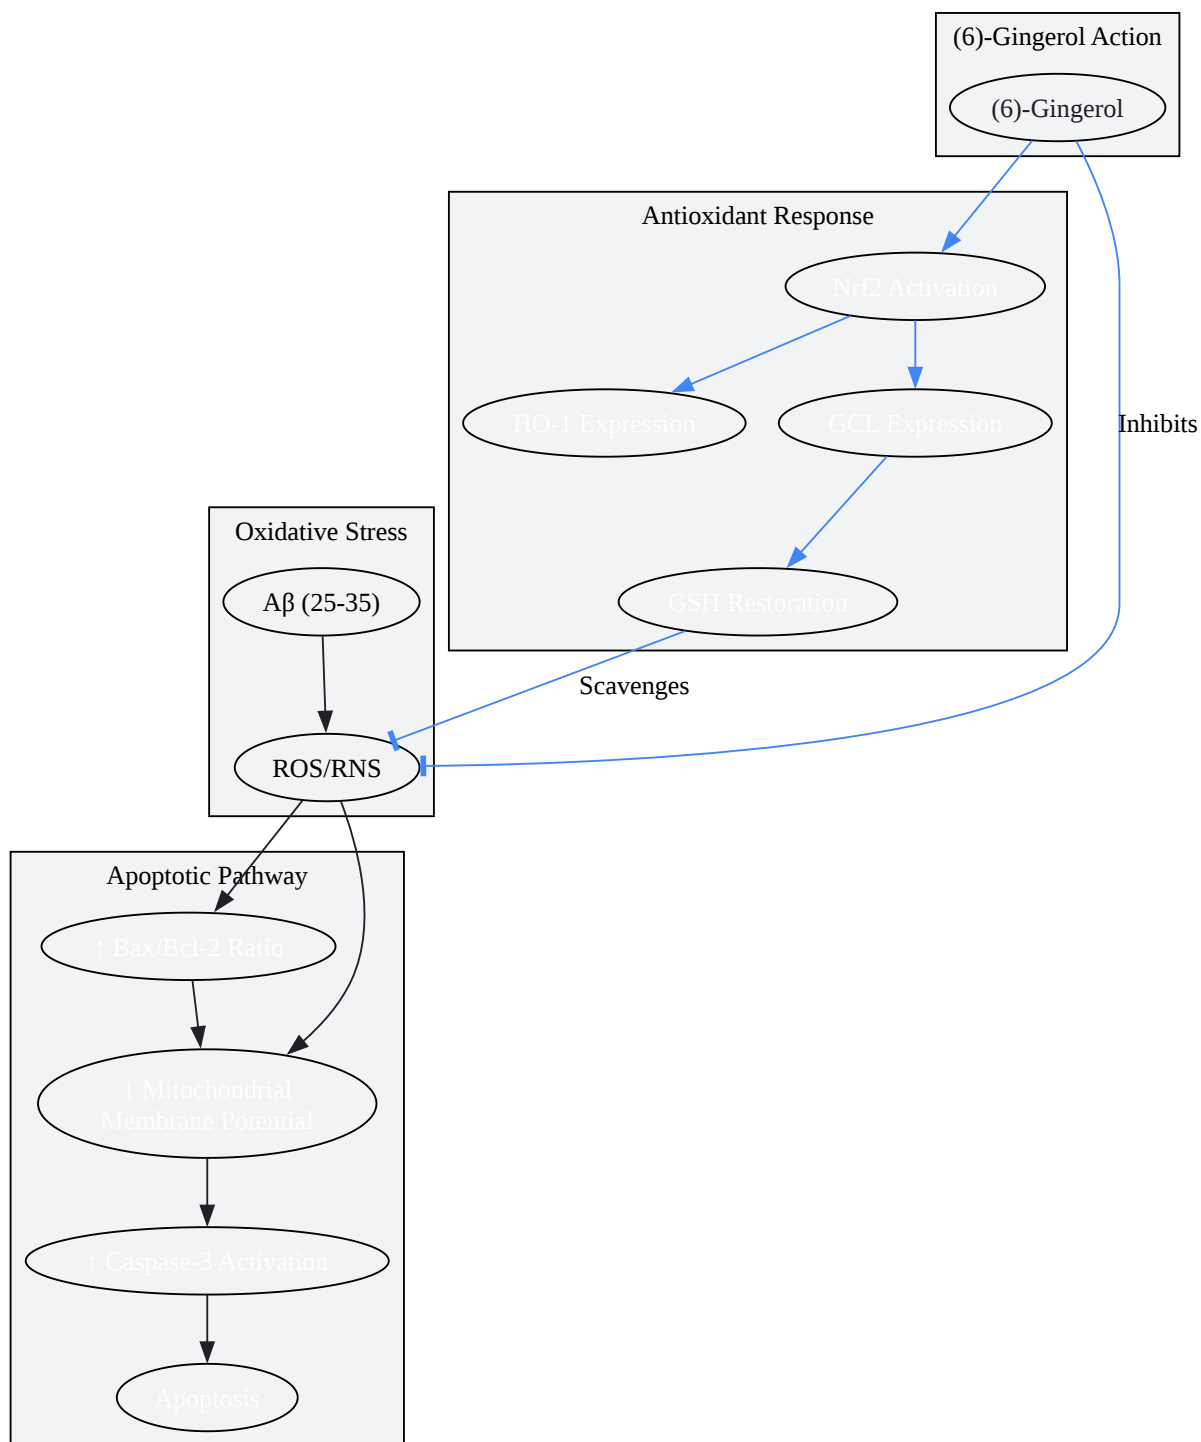 (6)-Gingerol Action
(6)-Gingerol
Antioxidant Response
Nrf2 Activation
HO-1 Expression
GCL Expression
Inhibits
Oxidative Stress
Aβ (25-35)
GSH Restoration
Scavenges
ROS/RNS
Apoptotic Pathway
↑ Bax/Bcl-2 Ratio
↓ Mitochondrial
Membrane Potential
↑ Caspase-3 Activation
Apoptosis